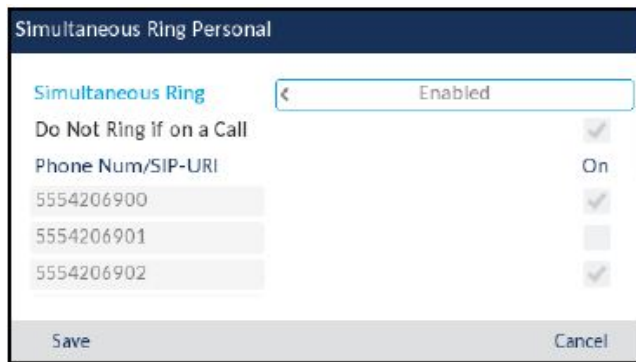 Simultaneous Ring Personal
Simultaneous Ring < Enabled
Do Not Ring if on a Call
Phone Num/SIP-URI On
5554206900
5554206901
5554206902
Save Cancel